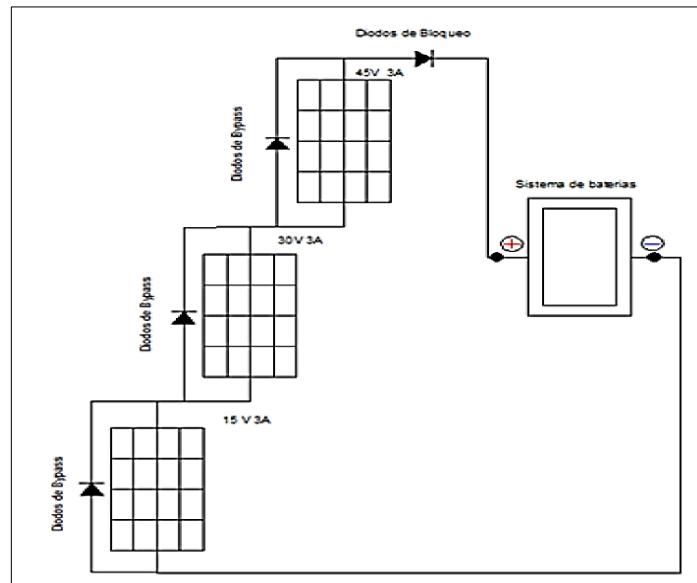 Diodos de Bloqueo
45V 3A
Diodos de Bypass
Sistema de baterias
+
−
30V 3A
Diodos de Bypass
15 V 3A
Diodos de Bypass